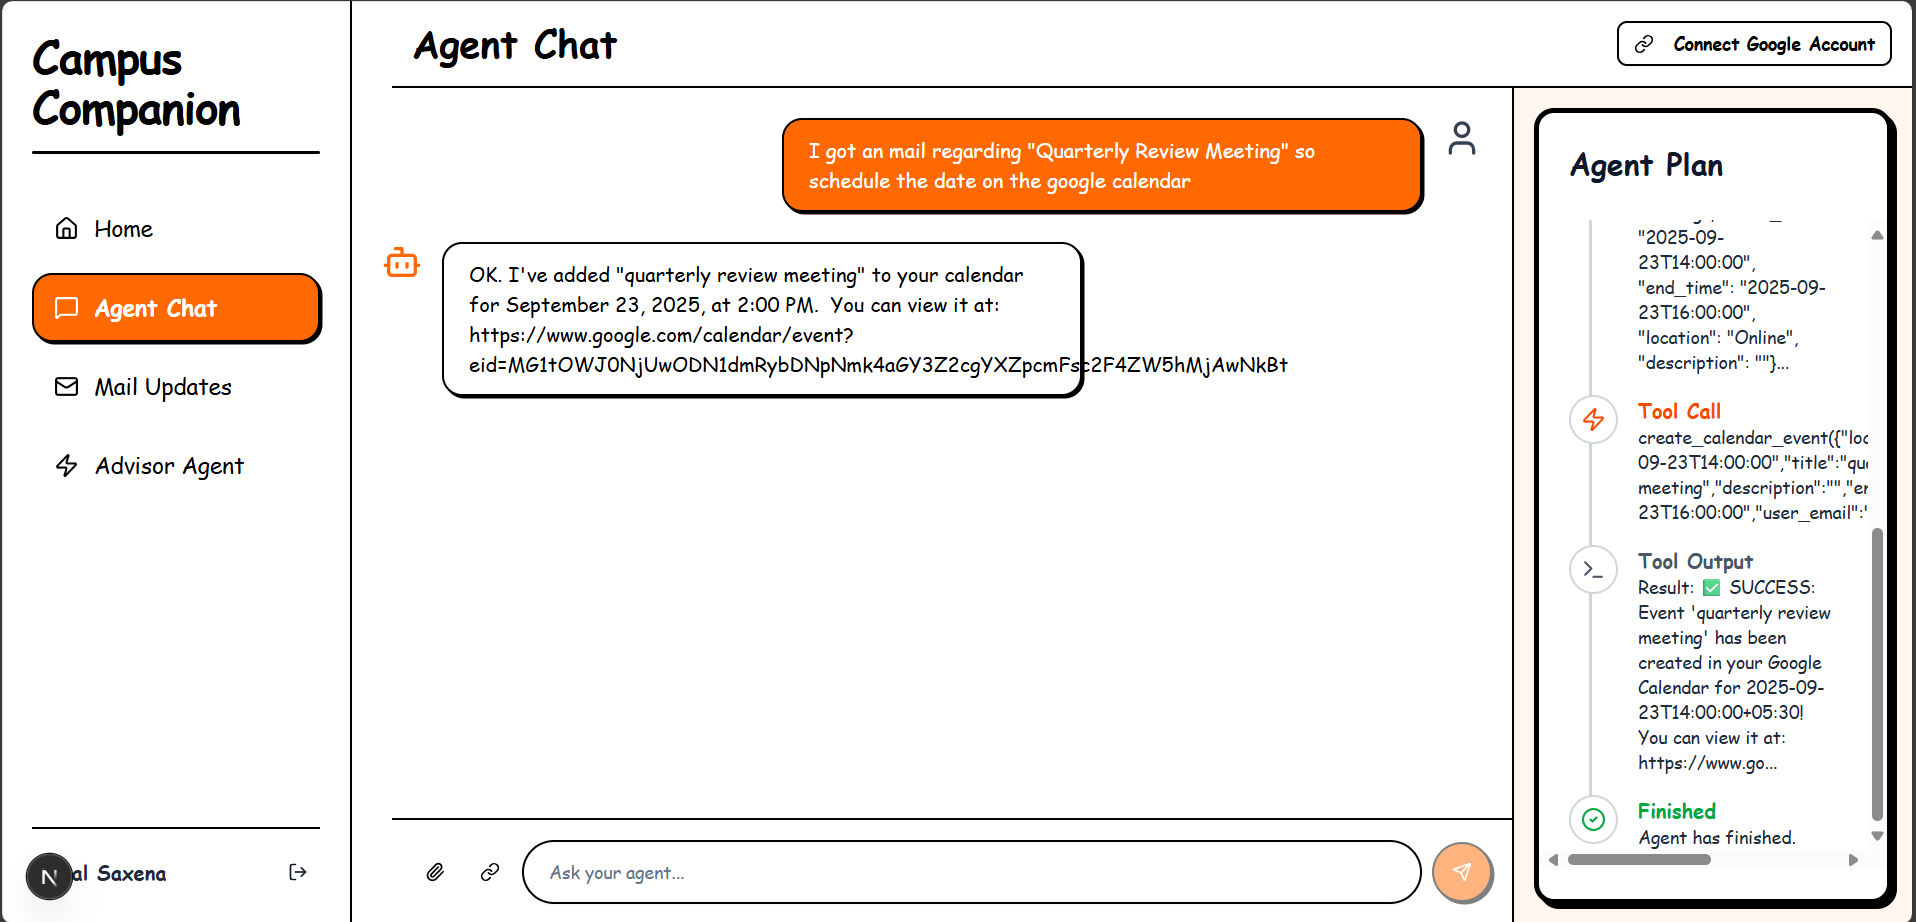 Campus
Companion
Home
Agent Chat
Mail Updates
Advisor Agent
N
al Saxena
Agent Chat
Connect Google Account
I got an mail regarding "Quarterly Review Meeting" so
schedule the date on the google calendar
OK. I've added "quarterly review meeting" to your calendar
for September 23, 2025, at 2:00 PM.  You can view it at:
https://www.google.com/calendar/event?
eid=MG1tOWJ0NjUwODN1dmRybDNpNmk4aGY3Z2cgYXZpcmFsc2F4ZW5hMjAwNkBt
Ask your agent...
Agent Plan
"2025-09-
23T14:00:00",
"end_time": "2025-09-
23T16:00:00",
"location": "Online",
"description": ""}...
Tool Call
create_calendar_event({"loc
09-23T14:00:00","title":"qua
meeting","description":"","en
23T16:00:00","user_email":"
Tool Output
Result: ✅ SUCCESS:
Event 'quarterly review
meeting' has been
created in your Google
Calendar for 2025-09-
23T14:00:00+05:30!
You can view it at:
https://www.go...
Finished
Agent has finished.